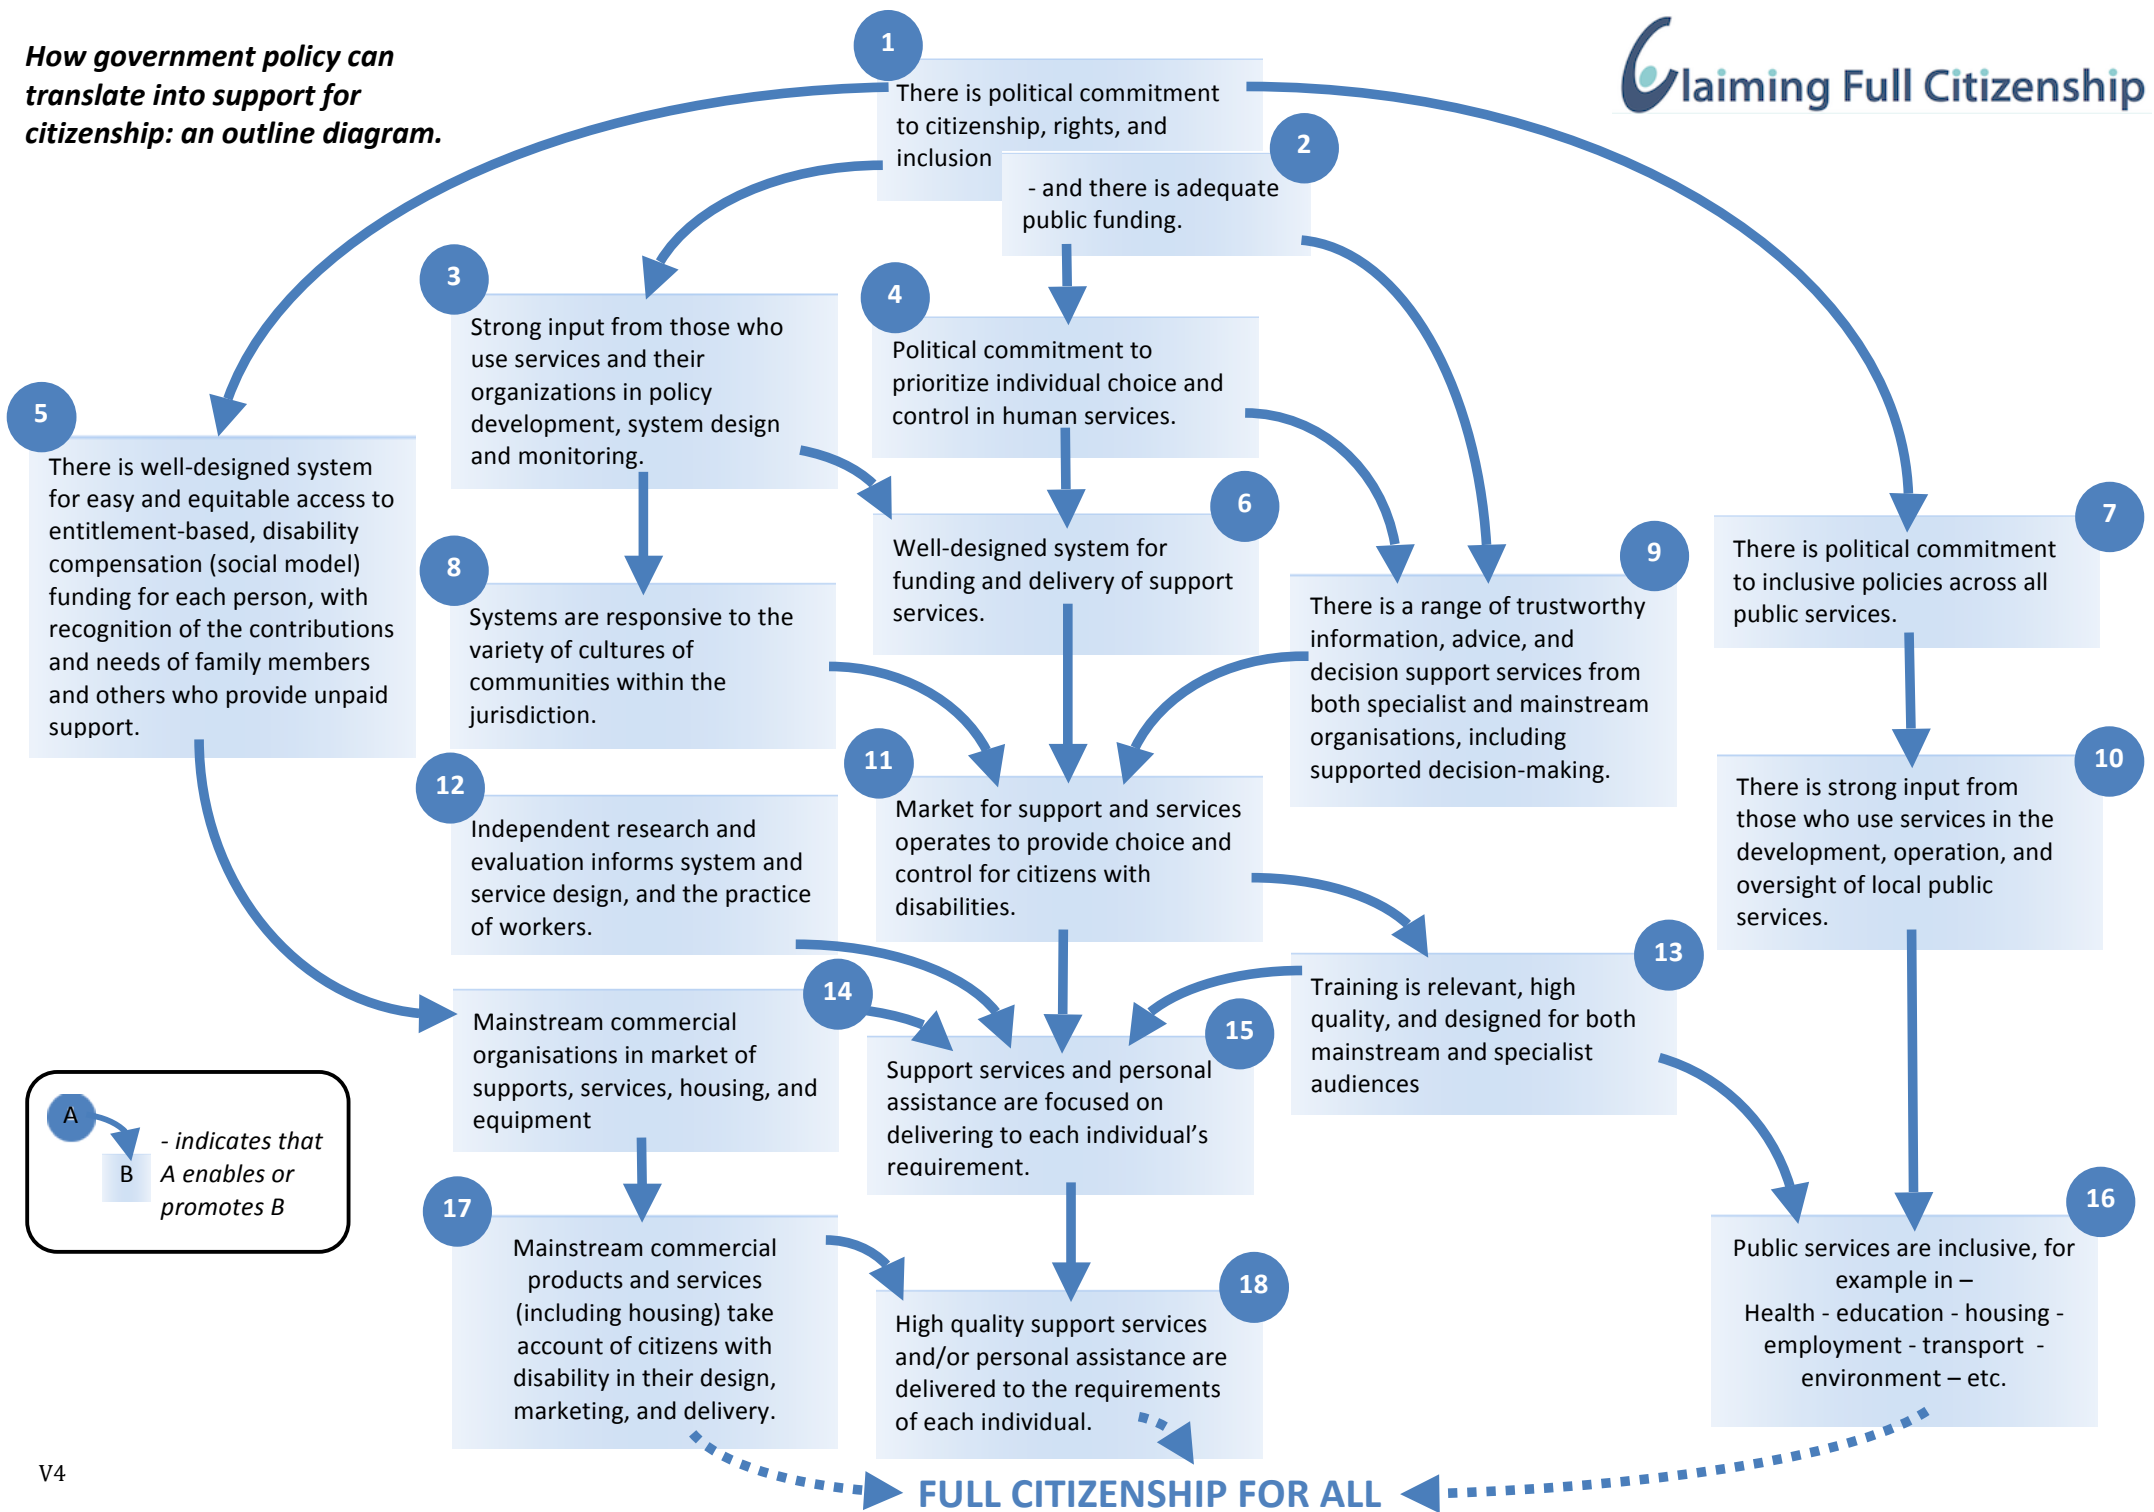 How government policy can
translate into support for
citizenship: an outline diagram.
Claiming Full Citizenship
1
There is political commitment
to citizenship, rights, and
inclusion
2
- and there is adequate
public funding.
3
Strong input from those who
use services and their
organizations in policy
development, system design
and monitoring.
4
Political commitment to
prioritize individual choice and
control in human services.
5
There is well-designed system
for easy and equitable access to
entitlement-based, disability
compensation (social model)
funding for each person, with
recognition of the contributions
and needs of family members
and others who provide unpaid
support.
6
Well-designed system for
funding and delivery of support
services.
7
There is political commitment
to inclusive policies across all
public services.
8
Systems are responsive to the
variety of cultures of
communities within the
jurisdiction.
9
There is a range of trustworthy
information, advice, and
decision support services from
both specialist and mainstream
organisations, including
supported decision-making.
10
There is strong input from
those who use services in the
development, operation, and
oversight of local public
services.
11
Market for support and services
operates to provide choice and
control for citizens with
disabilities.
12
Independent research and
evaluation informs system and
service design, and the practice
of workers.
13
Training is relevant, high
quality, and designed for both
mainstream and specialist
audiences
14
Mainstream commercial
organisations in market of
supports, services, housing, and
equipment
15
Support services and personal
assistance are focused on
delivering to each individual’s
requirement.
16
Public services are inclusive, for
example in –
Health - education - housing -
employment - transport -
environment – etc.
17
Mainstream commercial
products and services
(including housing) take
account of citizens with
disability in their design,
marketing, and delivery.
18
High quality support services
and/or personal assistance are
delivered to the requirements
of each individual.
A
B
- indicates that
A enables or
promotes B
FULL CITIZENSHIP FOR ALL
V4